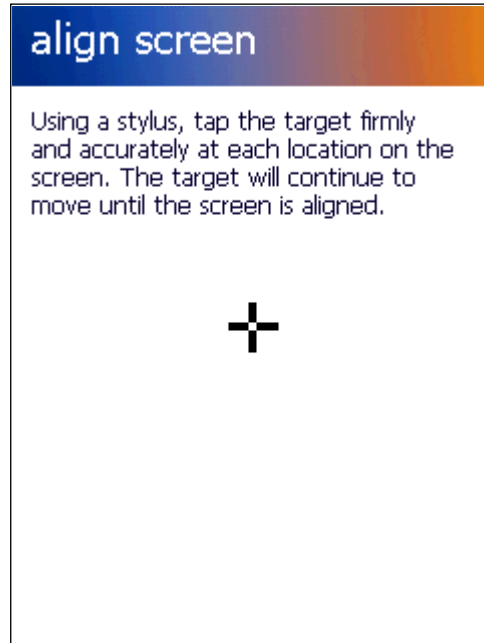 align screen
Using a stylus, tap the target firmly
and accurately at each location on the
screen. The target will continue to
move until the screen is aligned.